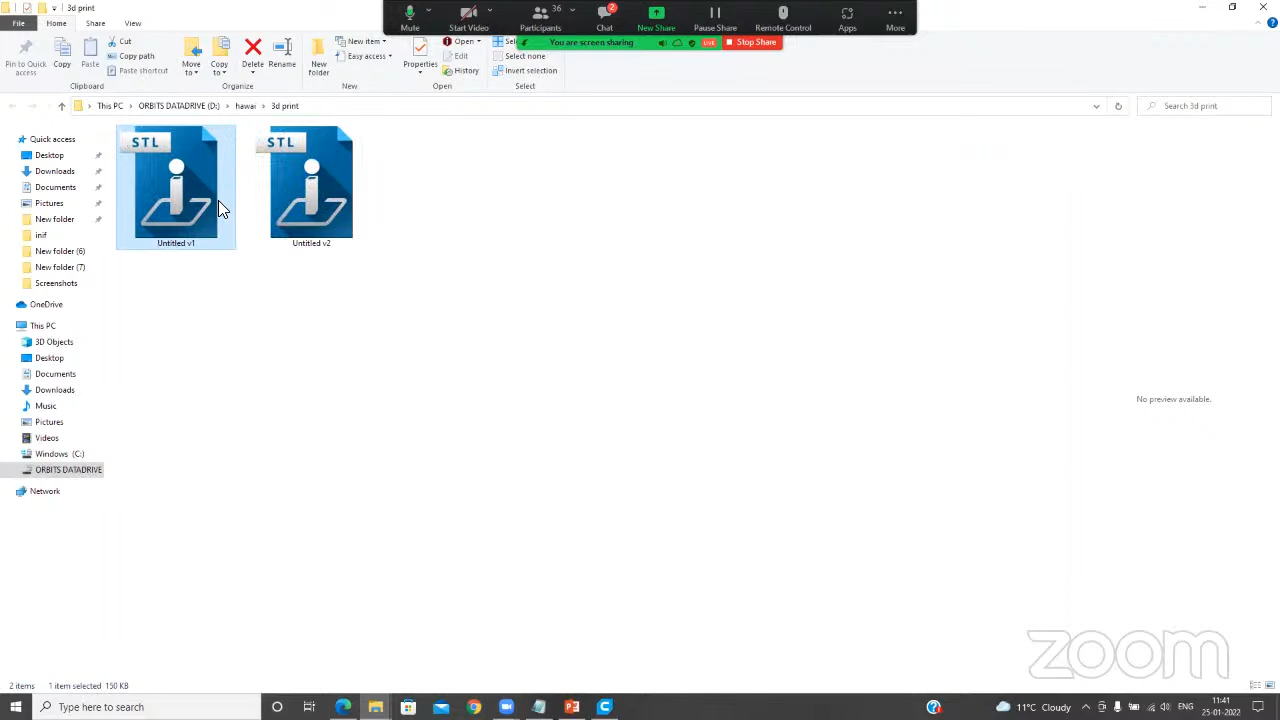 3d print
File
Home
Share
View
Pin to Quick access
Copy
Paste
Cut
Copy path
Paste shortcut
Clipboard
Move to
Copy to
Delete
Rename
Organize
New folder
New item
Easy access
New
Properties
Open
Edit
History
Open
Select none
Invert selection
Select
Mute
Start Video
Participants
36
Chat
2
New Share
Pause Share
Remote Control
Apps
More
You are screen sharing
LIVE
Stop Share
This PC
ORBITS DATADRIVE (D:)
hawai
3d print
Search 3d print
Quick access
Desktop
Downloads
Documents
Pictures
New folder
inif
New folder (6)
New folder (7)
Screenshots
OneDrive
This PC
3D Objects
Desktop
Documents
Downloads
Music
Pictures
Videos
Windows (C:)
ORBITS DATADRIVE
Network
STL
Untitled v1
STL
Untitled v2
No preview available.
zoom
2 items
1 item selected 150 KB
Type here to search
11°C Cloudy
ENG
11:41
25-01-2022